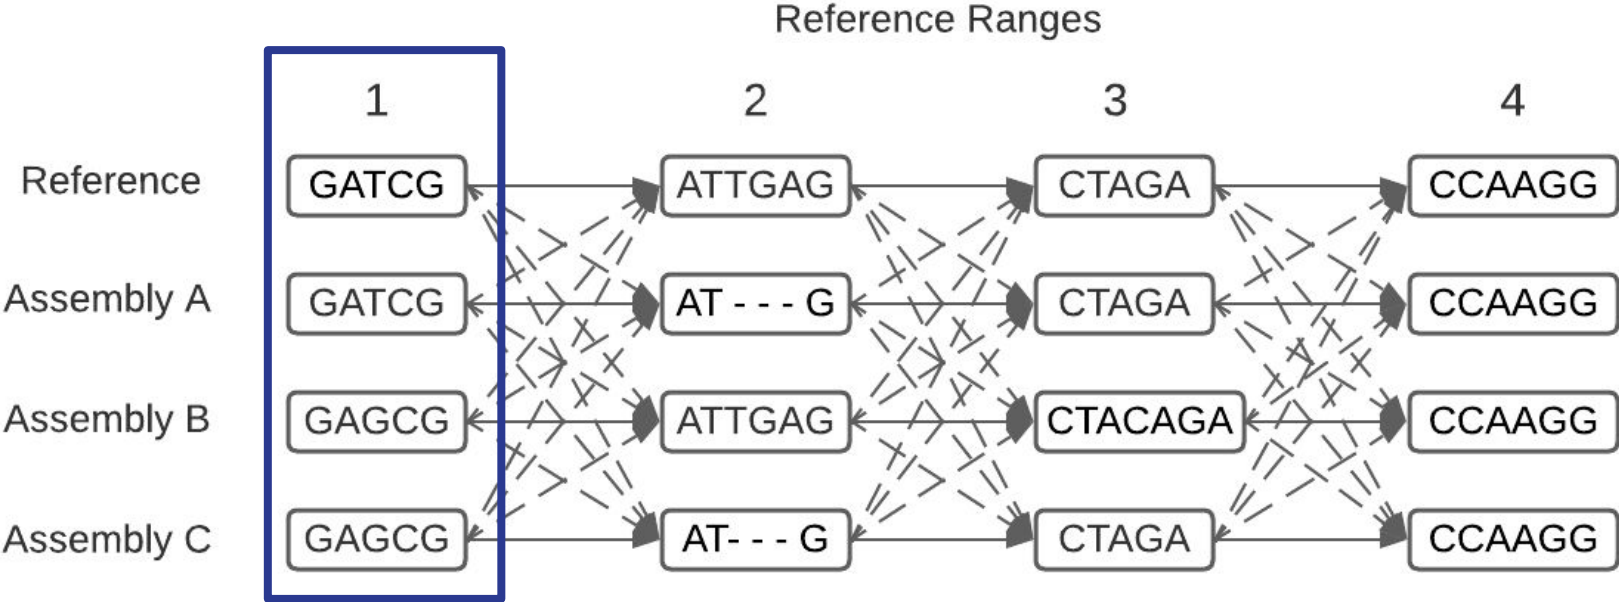 Reference Ranges
1 2 3 4
Reference GATCG ATTGAG CTAGA CCAAGG
Assembly A GATCG AT - - - G CTAGA CCAAGG
Assembly B GAGCG ATTGAG CTACAGA CCAAGG
Assembly C GAGCG AT- - - G CTAGA CCAAGG